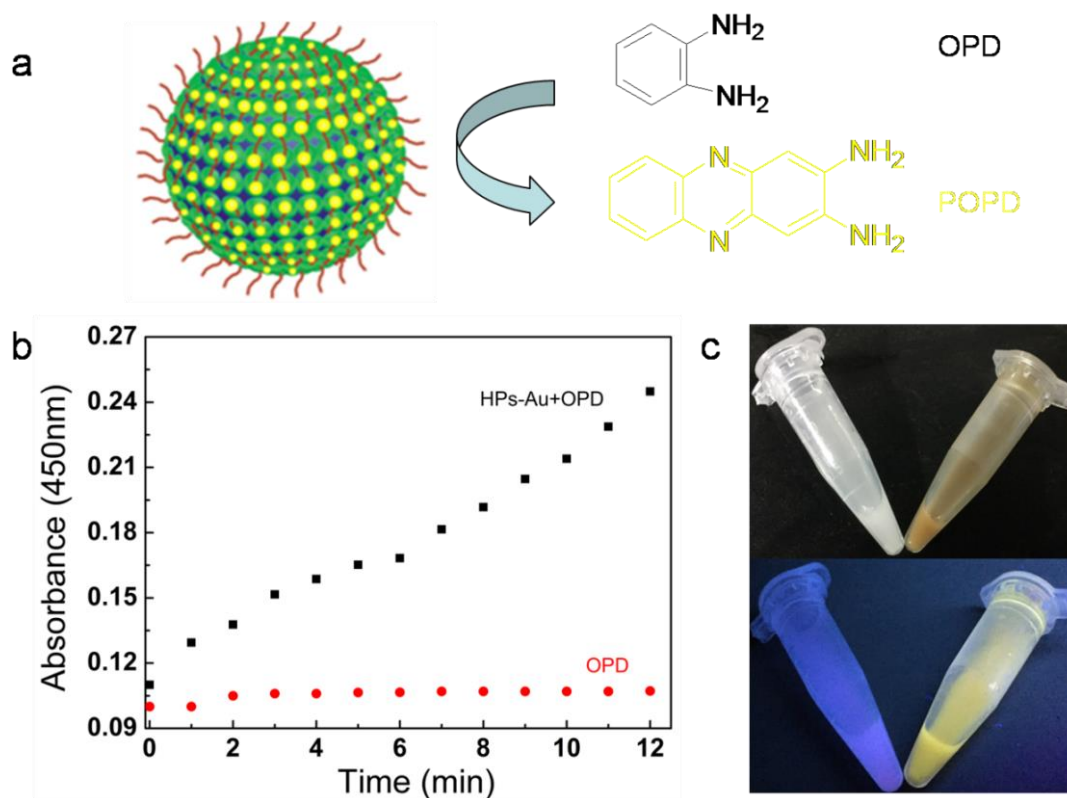 a
NH2
OPD
NH2
N
NH2
POPD
N
NH2
b
c
0.27
0.24
0.21
0.18
0.15
0.12
0.09
Absorbance (450nm)
HPs-Au+OPD
OPD
0 2 4 6 8 10 12
Time (min)